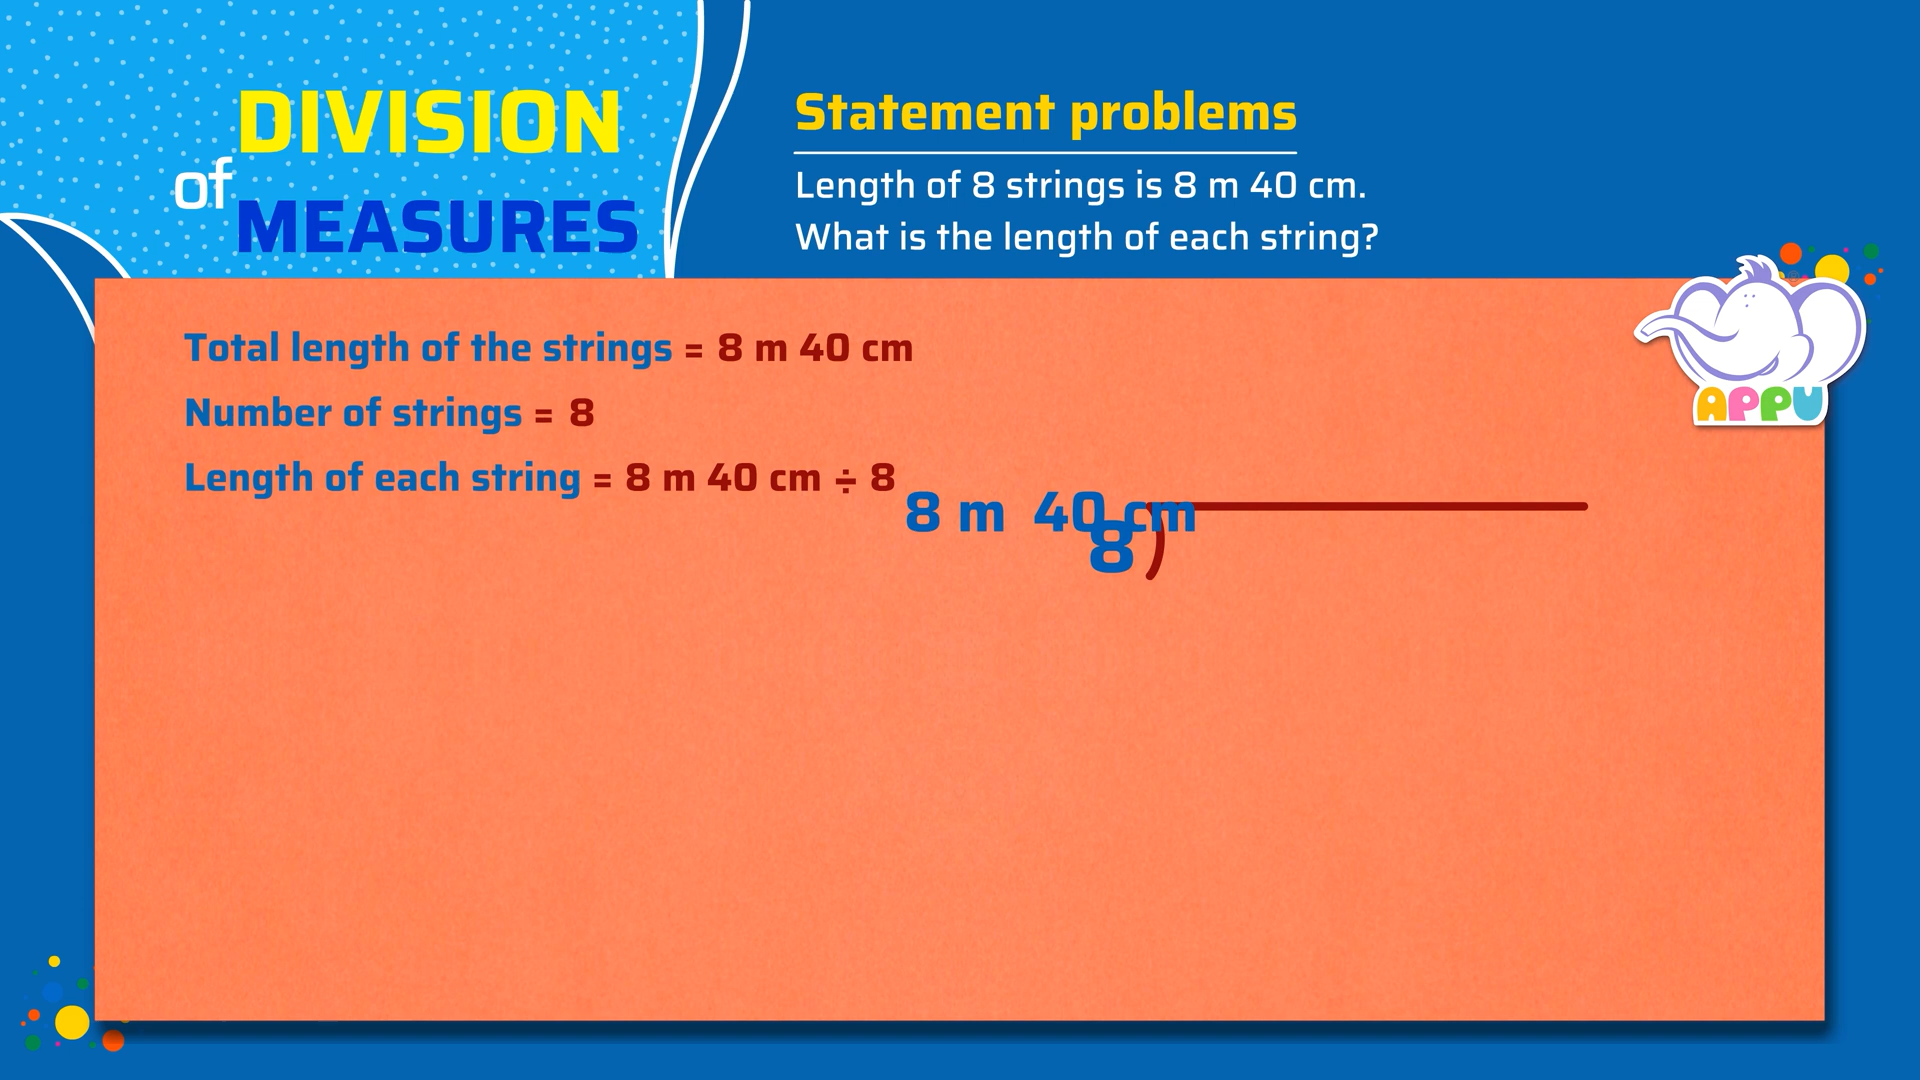 DIVISION
of
MEASURES
Statement problems
Length of 8 strings is 8 m 40 cm.
What is the length of each string?
APPU
Total length of the strings = 8 m 40 cm
Number of strings = 8
Length of each string = 8 m 40 cm ÷ 8
8 m 40 cm
8